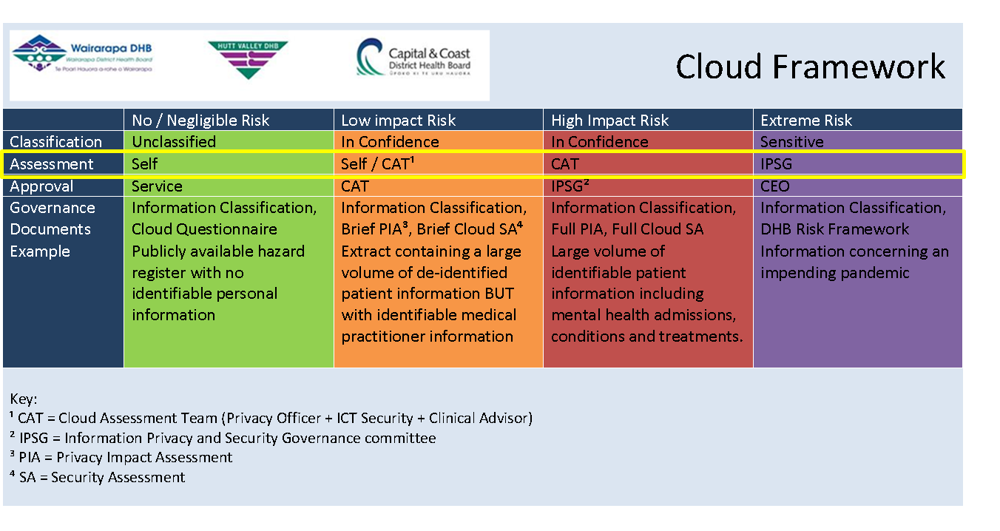 Wairarapa DHB
Wairarapa District Health Board
Te Poari Hauora a-rohe o Wairarapa
HUTT VALLEY DHB
Capital & Coast
District Health Board
ŪPOKO KI TE URU HAUORA
Cloud Framework
No / Negligible Risk Low impact Risk High Impact Risk Extreme Risk
Classification Unclassified In Confidence In Confidence Sensitive
Assessment Self Self / CAT¹ CAT IPSG
Approval Service CAT IPSG² CEO
Governance Information Classification, Information Classification, Information Classification, Information Classification,
Documents Cloud Questionnaire Brief PIA³, Brief Cloud SA⁴ Full PIA, Full Cloud SA DHB Risk Framework
Example Publicly available hazard Extract containing a large Large volume of Information concerning an
register with no volume of de-identified identifiable patient impending pandemic
identifiable personal patient information BUT information including
information with identifiable medical mental health admissions,
practitioner information conditions and treatments.
Key:
¹ CAT = Cloud Assessment Team (Privacy Officer + ICT Security + Clinical Advisor)
² IPSG = Information Privacy and Security Governance committee
³ PIA = Privacy Impact Assessment
⁴ SA = Security Assessment